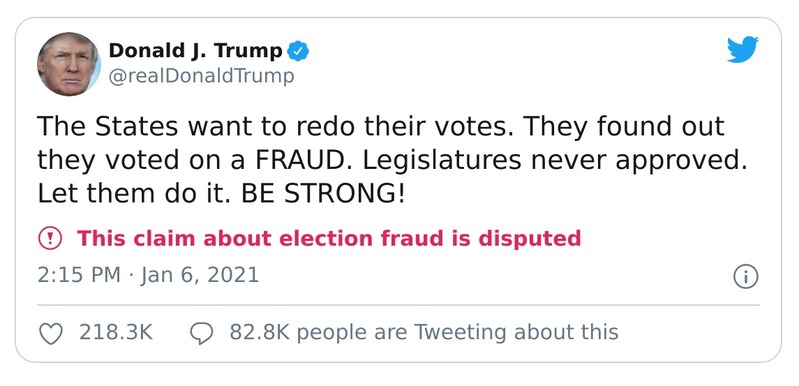 Donald J. Trump
@realDonaldTrump
The States want to redo their votes. They found out
they voted on a FRAUD. Legislatures never approved.
Let them do it. BE STRONG!
This claim about election fraud is disputed
2:15 PM · Jan 6, 2021
218.3K 82.8K people are Tweeting about this